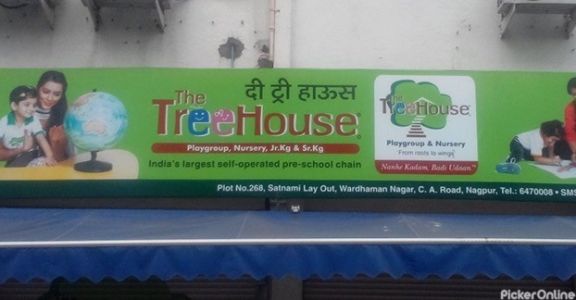 दी ट्री हाऊस
The
TreeHouse
Playgroup, Nursery, Jr.Kg & Sr.Kg
India's largest self-operated pre-school chain
The
TreeHouse
Playgroup & Nursery
"From roots to wings"
Nanhe Kadam, Badi Udaan.™
Plot No.268, Satnami Lay Out, Wardhaman Nagar, C. A. Road, Nagpur, Tel.: 6470008 • SMS
PickerOnline